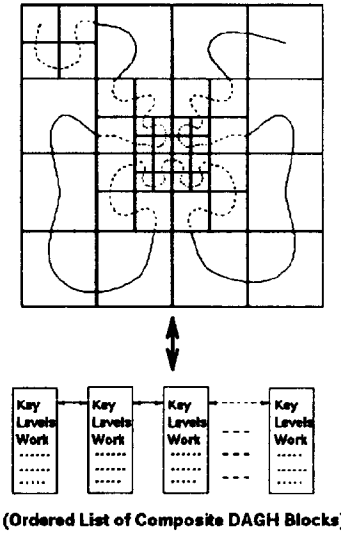 Key Key Key Key
Levels Levels Levels Levels
Work Work Work Work
(Ordered List of Composite DAGH Blocks)